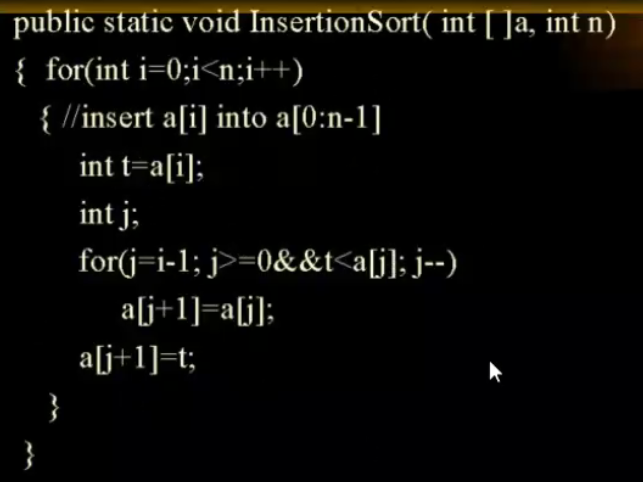 public static void InsertionSort( int [ ]a, int n)
{ for(int i=0;i<n;i++)
{ //insert a[i] into a[0:n-1]
int t=a[i];
int j;
for(j=i-1; j>=0&&t<a[j]; j--)
a[j+1]=a[j];
a[j+1]=t;
}
}